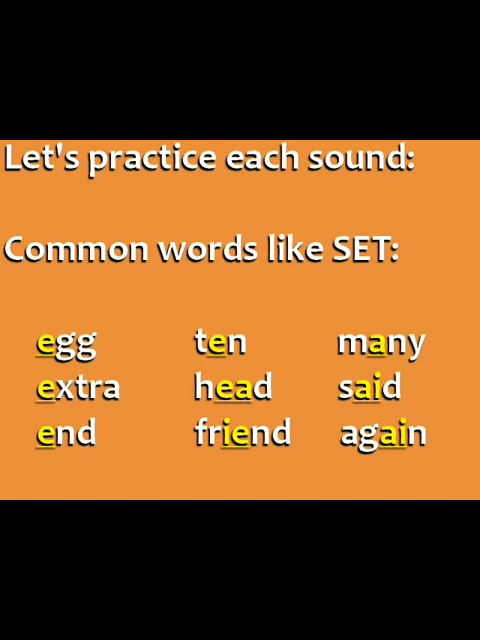 Let's practice each sound:
Common words like SET:
egg ten many
extra head said
end friend again